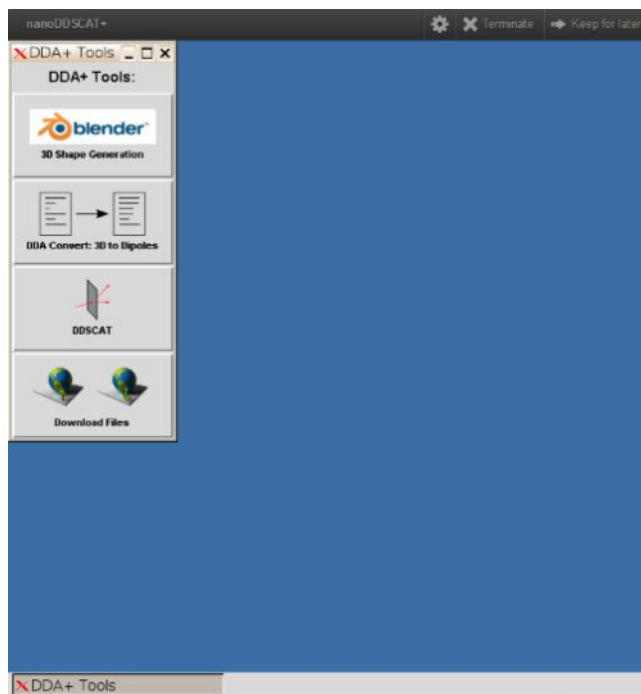 nanoDDSCAT+
Terminate
Keep for later
DDA+ Tools
DDA+ Tools:
blender
3D Shape Generation
DDA Convert: 3D to Dipoles
DDSCAT
Download Files
DDA+ Tools